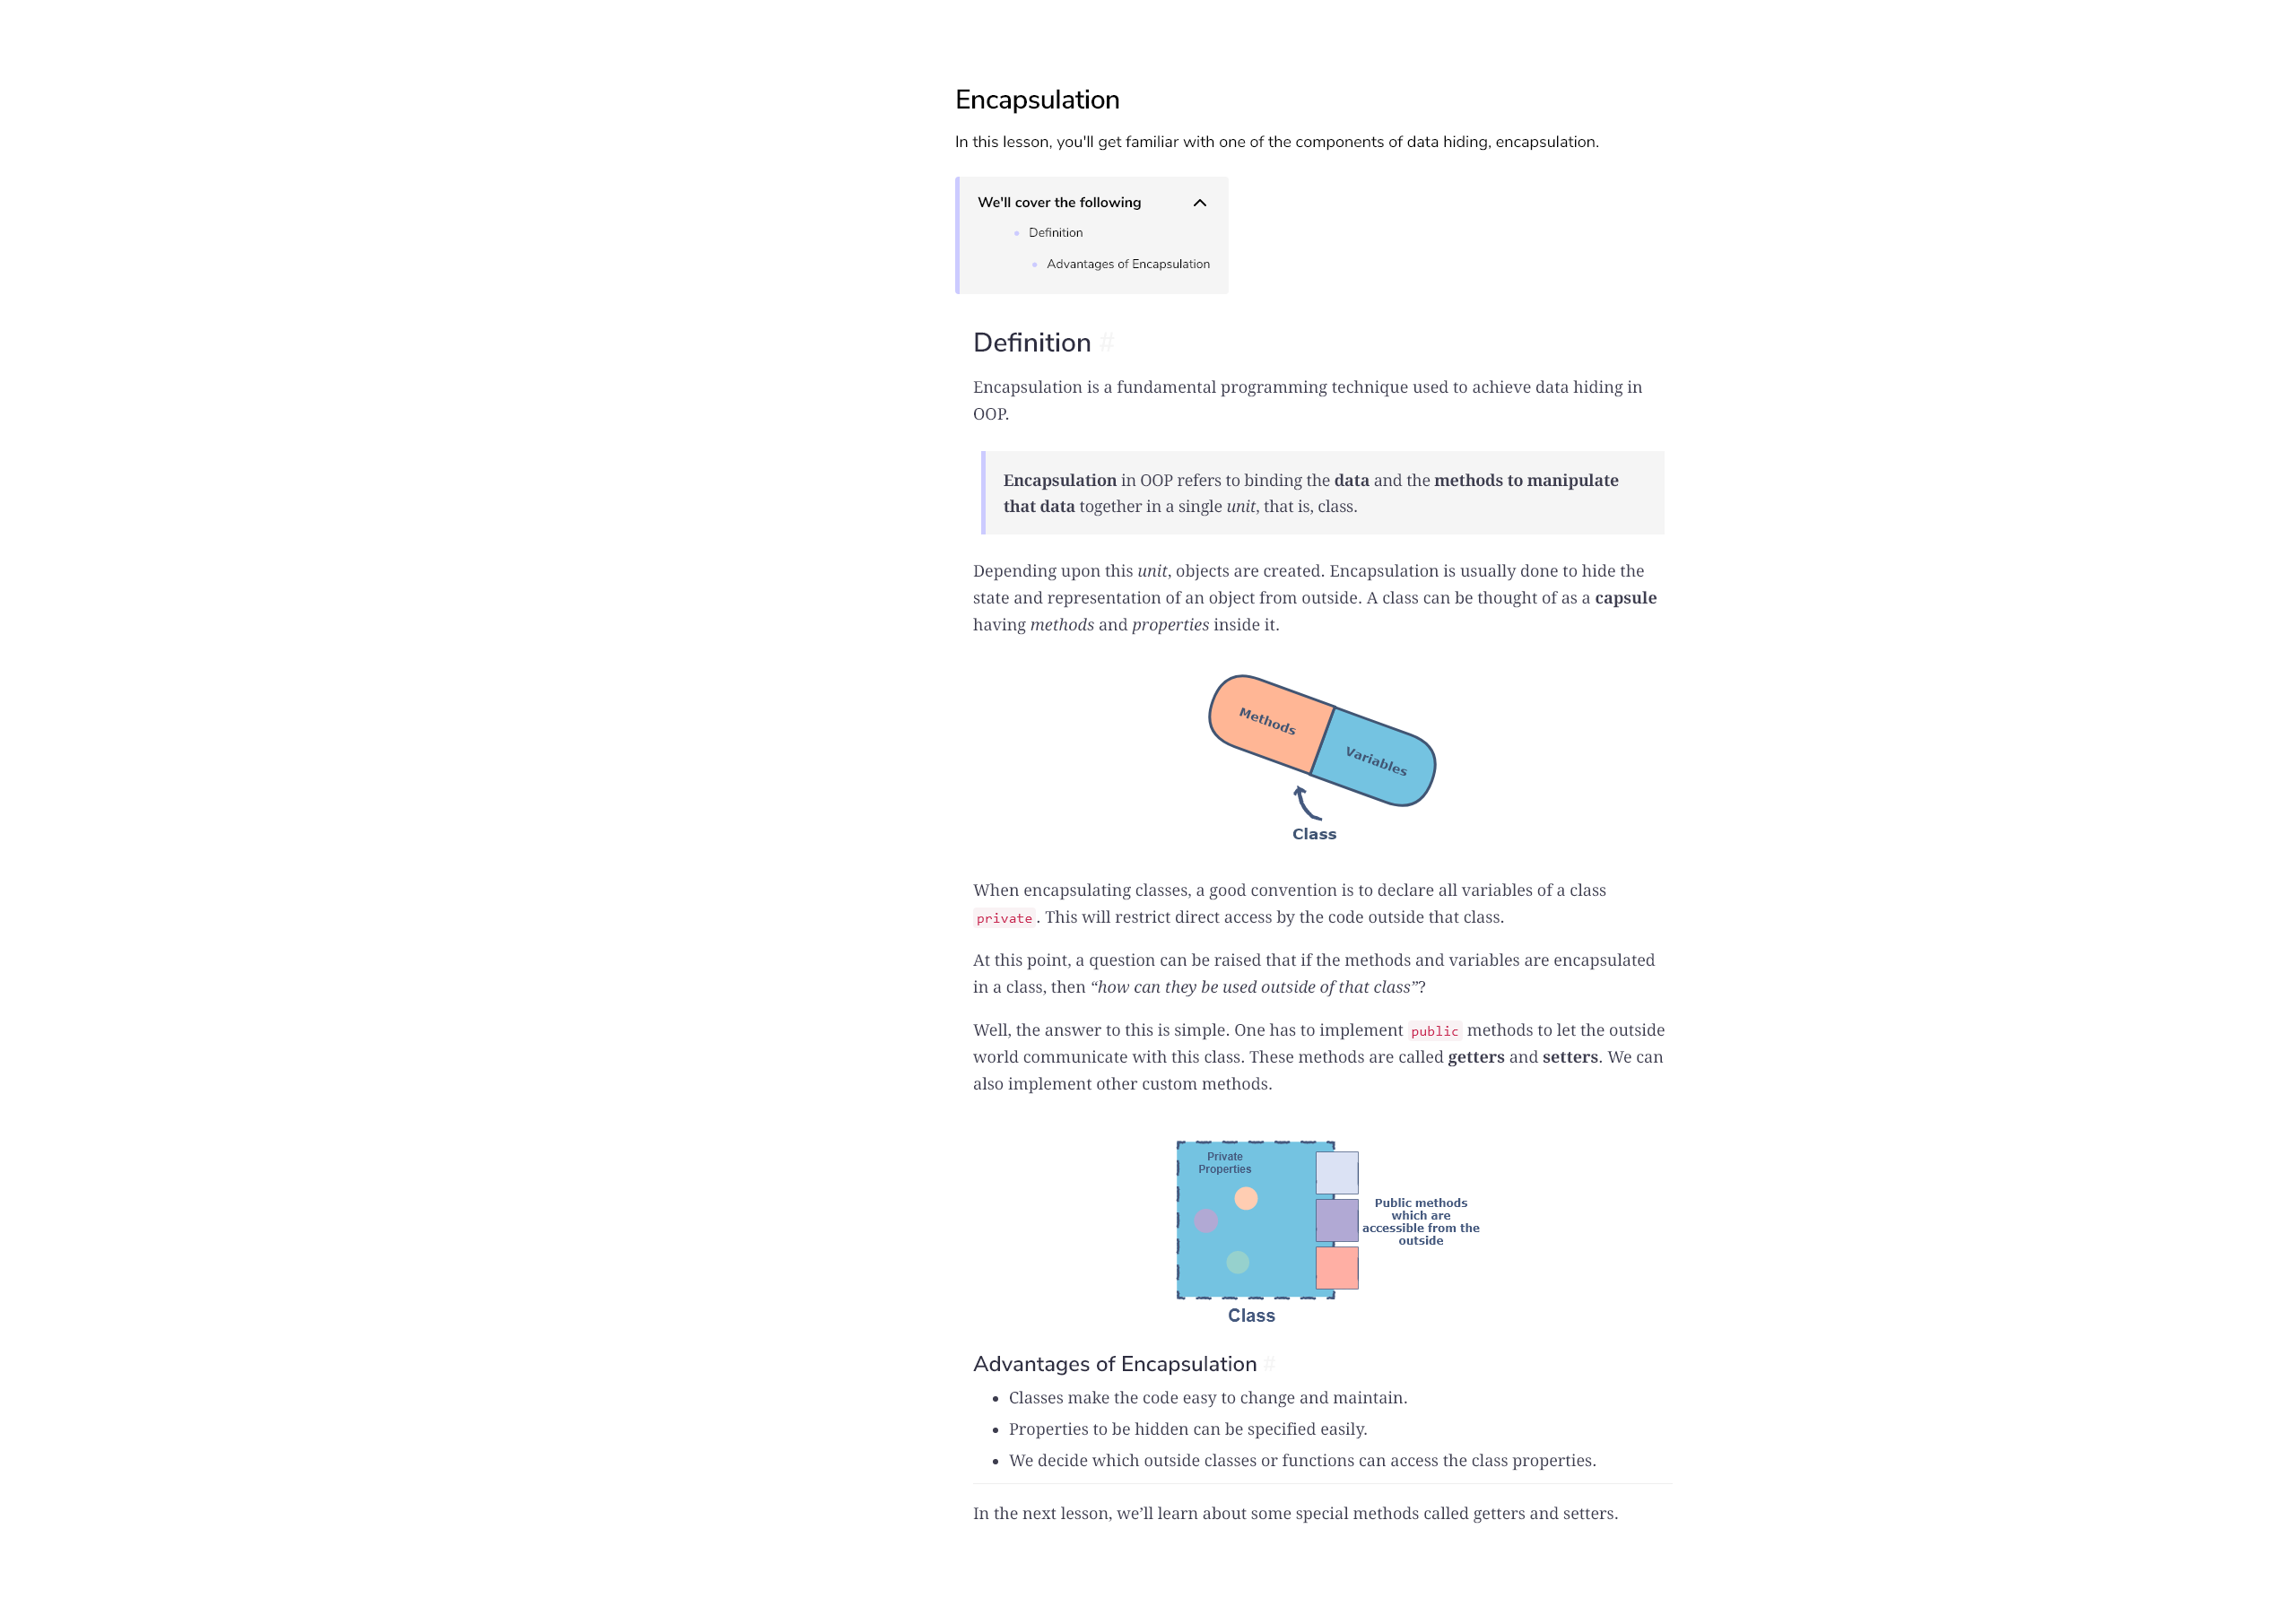 Encapsulation
In this lesson, you'll get familiar with one of the components of data hiding, encapsulation.
We'll cover the following
Definition
Advantages of Encapsulation
Definition #
Encapsulation is a fundamental programming technique used to achieve data hiding in
OOP.
Encapsulation in OOP refers to binding the data and the methods to manipulate
that data together in a single unit, that is, class.
Depending upon this unit, objects are created. Encapsulation is usually done to hide the
state and representation of an object from outside. A class can be thought of as a capsule
having methods and properties inside it.
Methods
Variables
Class
When encapsulating classes, a good convention is to declare all variables of a class
private. This will restrict direct access by the code outside that class.
At this point, a question can be raised that if the methods and variables are encapsulated
in a class, then “how can they be used outside of that class”?
Well, the answer to this is simple. One has to implement public methods to let the outside
world communicate with this class. These methods are called getters and setters. We can
also implement other custom methods.
Private
Properties
Public methods
which are
accessible from the
outside
Class
Advantages of Encapsulation #
• Classes make the code easy to change and maintain.
• Properties to be hidden can be specified easily.
• We decide which outside classes or functions can access the class properties.
In the next lesson, we’ll learn about some special methods called getters and setters.